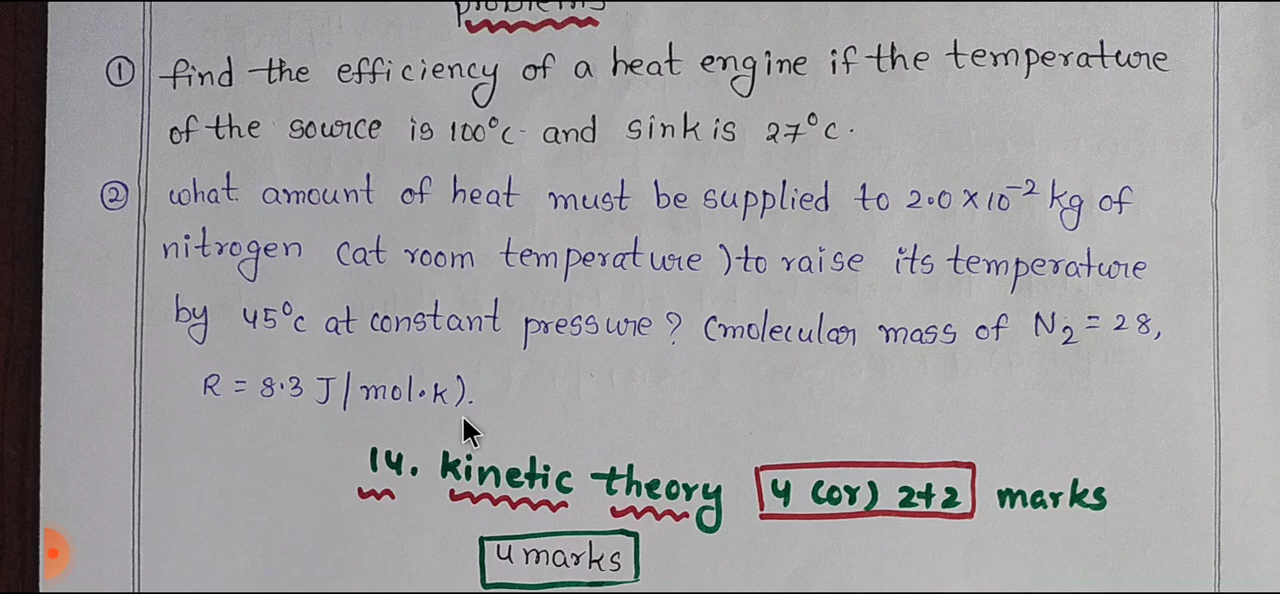 problems
① find the efficiency of a heat engine if the temperature
of the source is 100°c and sink is 27°c.
② what amount of heat must be supplied to 2.0 × 10⁻² kg of
nitrogen (at room temperature) to raise its temperature
by 45°c at constant pressure? (molecular mass of N₂ = 28,
R = 8.3 J/mol.k).
14. kinetic theory 4 (or) 2+2 marks
4 marks